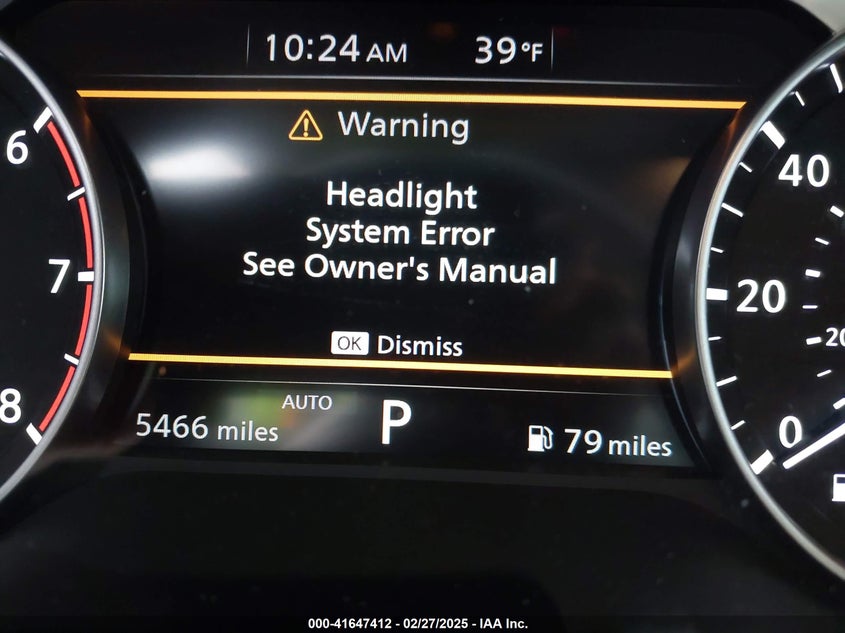 10:24 AM 39°F
Warning
Headlight
System Error
See Owner's Manual
OK Dismiss
AUTO
5466 miles P 79 miles
6
7
8
40
20
20
0
000-41647412 - 02/27/2025 - IAA Inc.